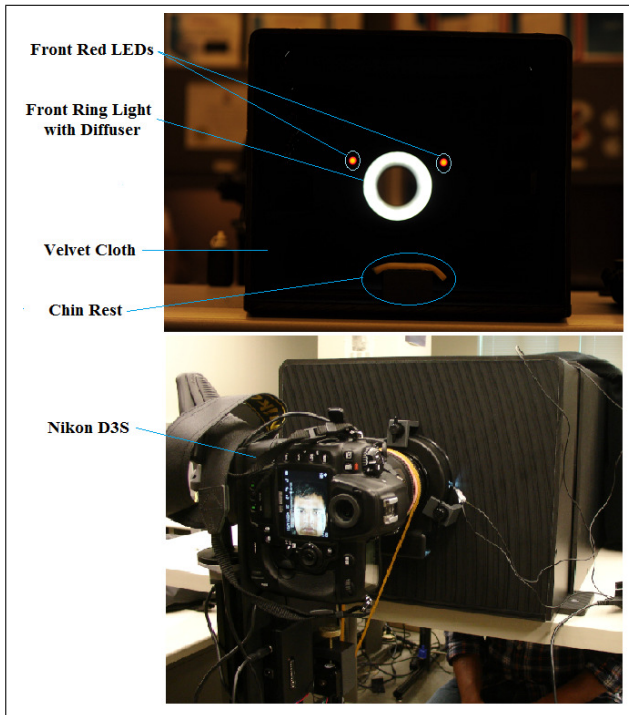 Front Red LEDs
Front Ring Light
with Diffuser
Velvet Cloth
Chin Rest
Nikon D3S